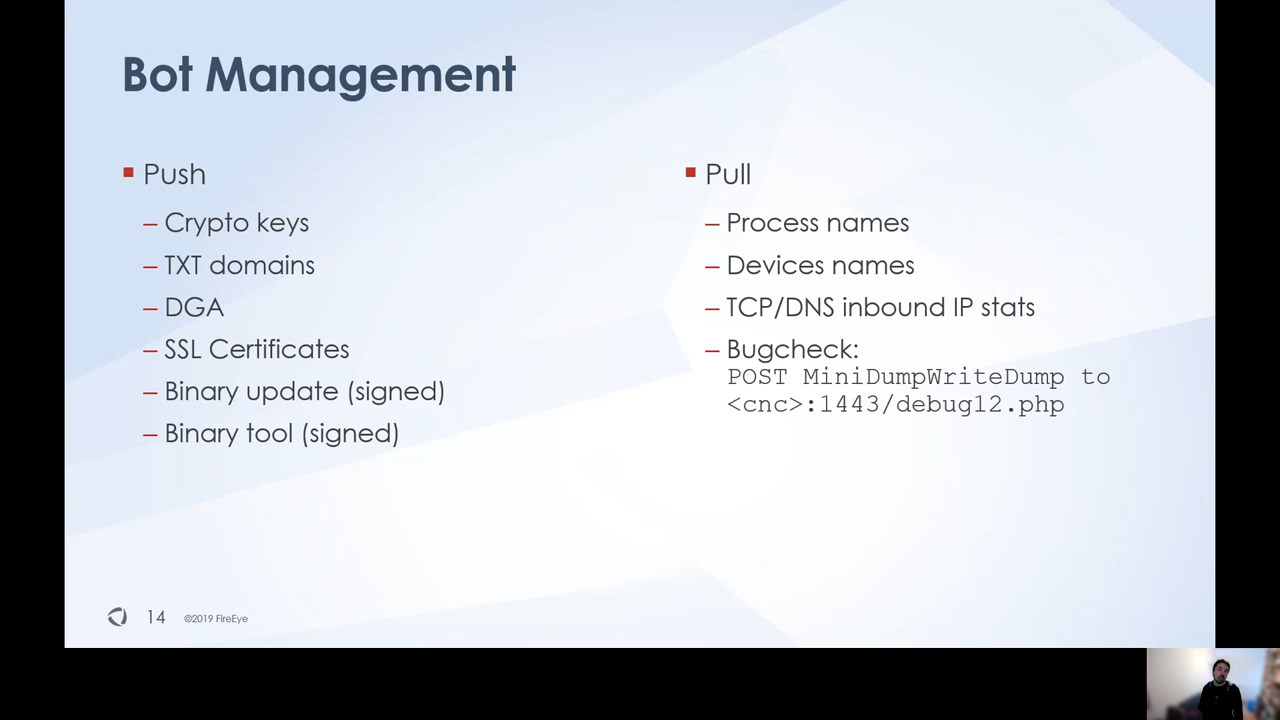 Bot Management
Push
– Crypto keys
– TXT domains
– DGA
– SSL Certificates
– Binary update (signed)
– Binary tool (signed)
Pull
– Process names
– Devices names
– TCP/DNS inbound IP stats
– Bugcheck:
POST MiniDumpWriteDump to
<cnc>:1443/debug12.php
14 ©2019 FireEye